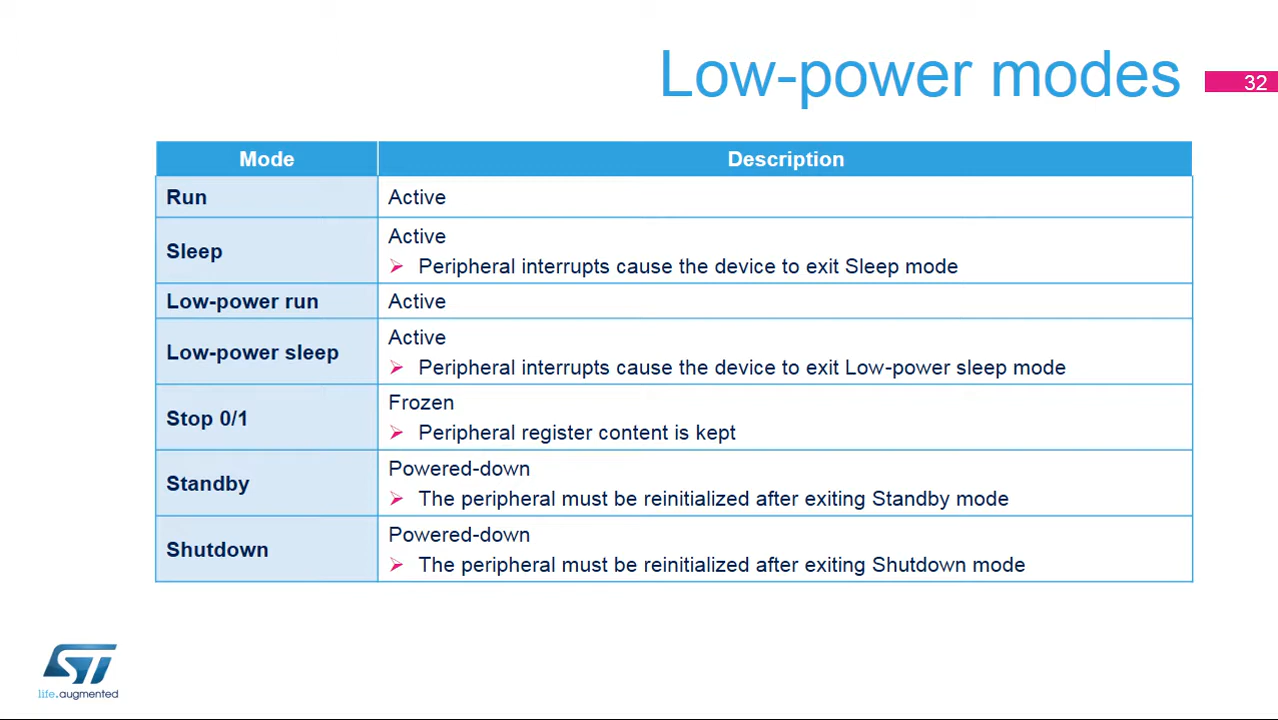 Low-power modes
32
Mode Description
Run Active
Sleep Active
Peripheral interrupts cause the device to exit Sleep mode
Low-power run Active
Low-power sleep Active
Peripheral interrupts cause the device to exit Low-power sleep mode
Stop 0/1 Frozen
Peripheral register content is kept
Standby Powered-down
The peripheral must be reinitialized after exiting Standby mode
Shutdown Powered-down
The peripheral must be reinitialized after exiting Shutdown mode
ST
life.augmented